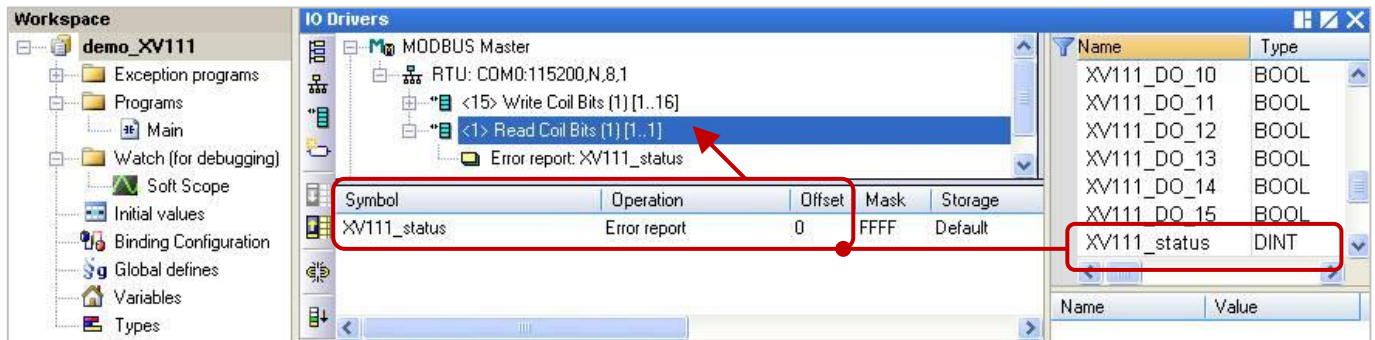 Workspace
demo_XV111
Exception programs
Programs
Main
Watch (for debugging)
Soft Scope
Initial values
Binding Configuration
Global defines
Variables
Types
IO Drivers
MODBUS Master
RTU: COM0:115200,N,8,1
<15> Write Coil Bits (1) [1..16]
<1> Read Coil Bits (1) [1..1]
Error report: XV111_status
Symbol Operation Offset Mask Storage
XV111_status Error report 0 FFFF Default
Name Type
XV111_DO_10 BOOL
XV111_DO_11 BOOL
XV111_DO_12 BOOL
XV111_DO_13 BOOL
XV111_DO_14 BOOL
XV111_DO_15 BOOL
XV111_status DINT
Name Value